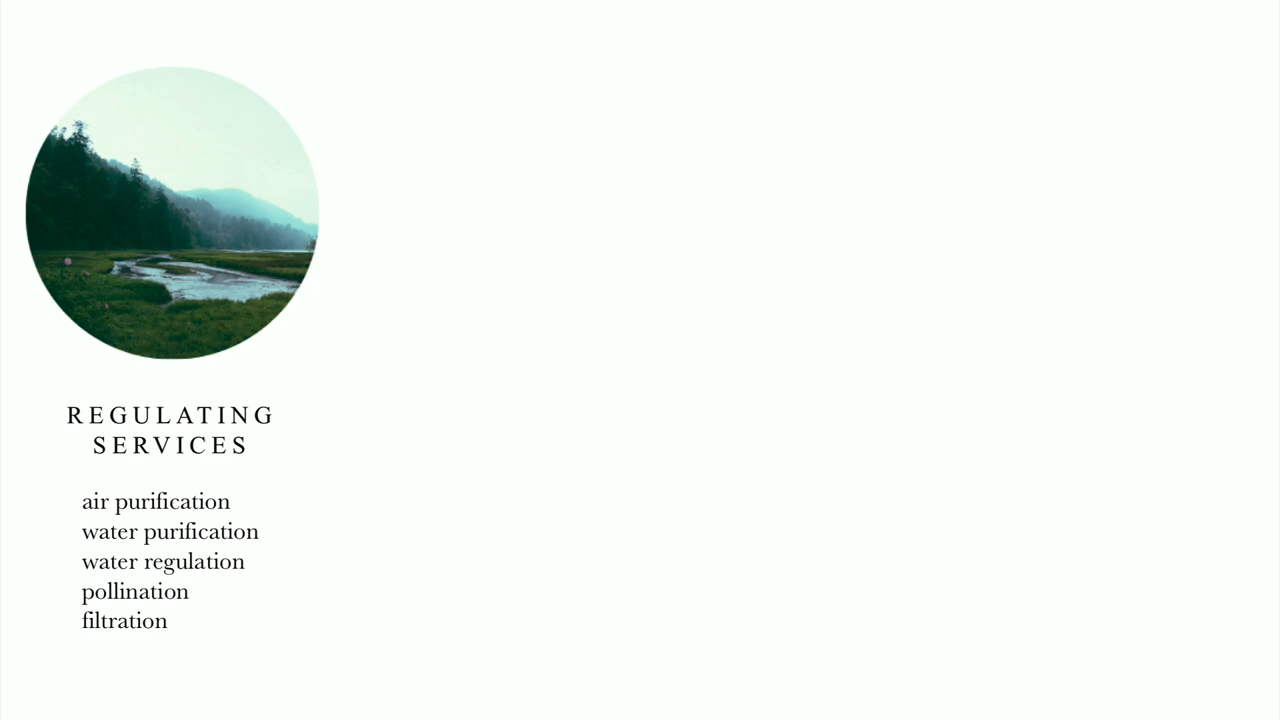 REGULATING
SERVICES
air purification
water purification
water regulation
pollination
filtration